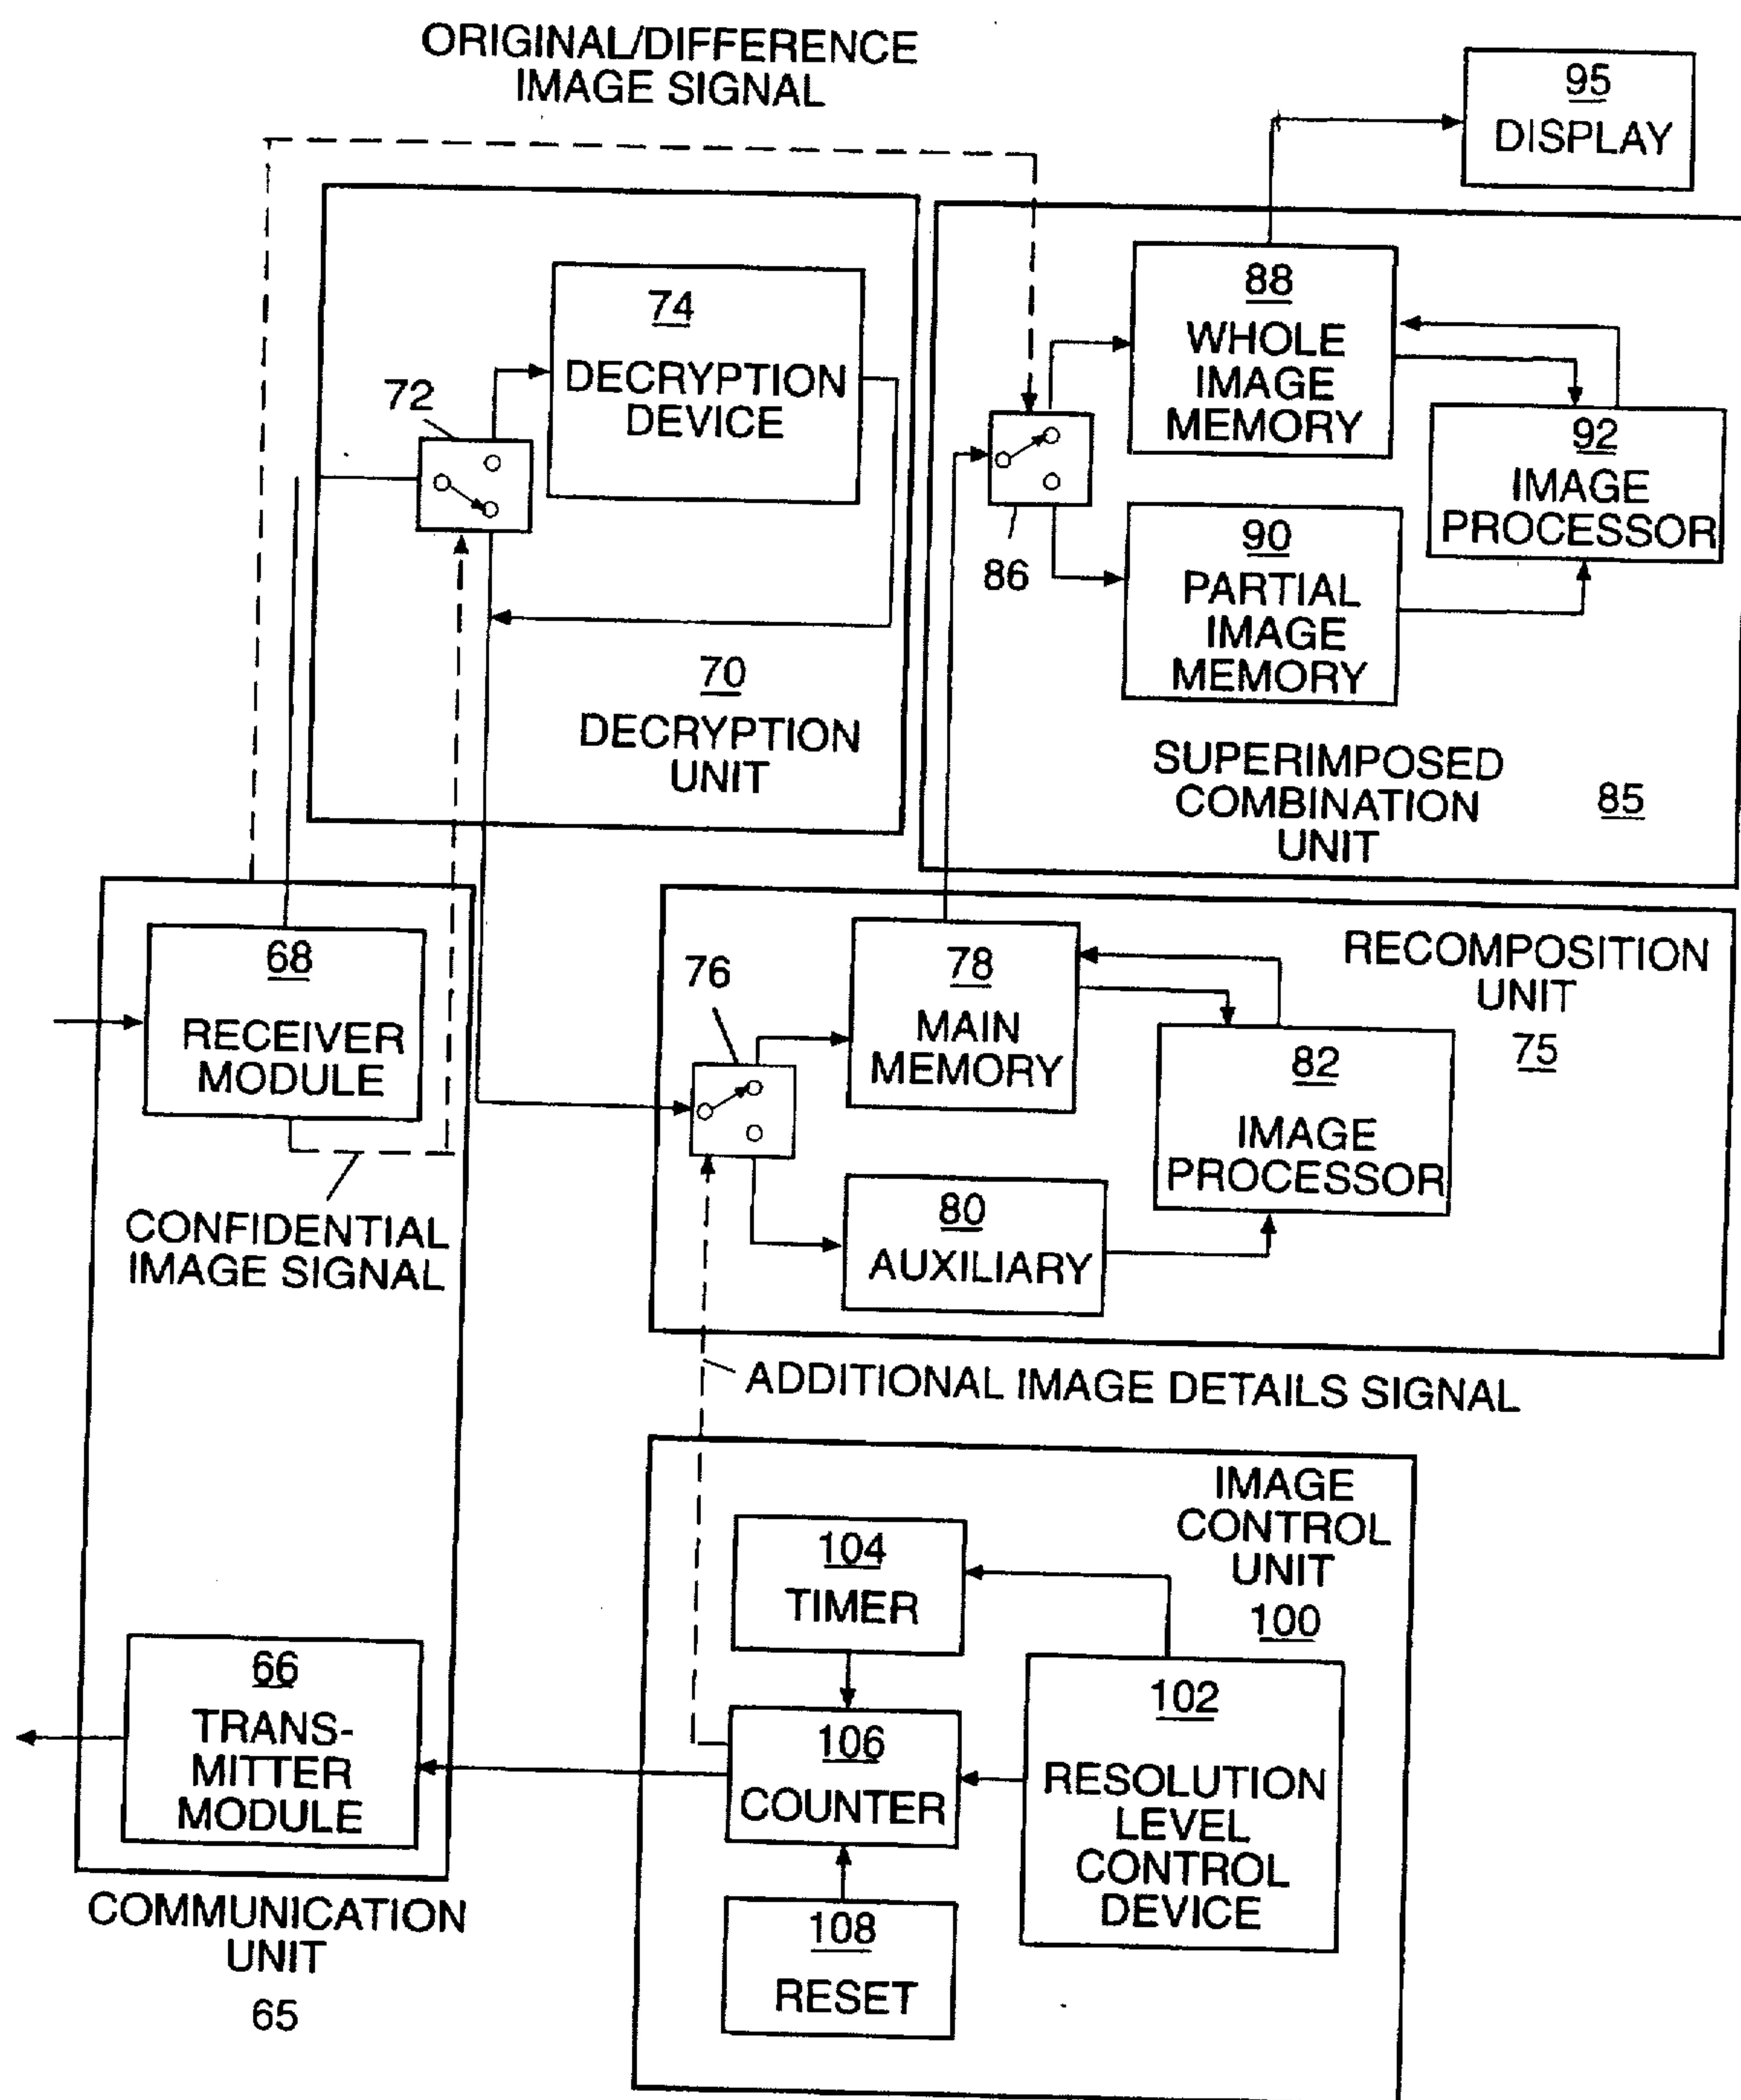 ORIGINAL/DIFFERENCE
IMAGE SIGNAL
95
DISPLAY
74
DECRYPTION
DEVICE
72
70
DECRYPTION
UNIT
88
WHOLE
IMAGE
MEMORY
92
IMAGE
PROCESSOR
86
90
PARTIAL
IMAGE
MEMORY
SUPERIMPOSED
COMBINATION
UNIT
85
68
RECEIVER
MODULE
CONFIDENTIAL
IMAGE SIGNAL
76
78
MAIN
MEMORY
RECOMPOSITION
UNIT
75
82
IMAGE
PROCESSOR
80
AUXILIARY
ADDITIONAL IMAGE DETAILS SIGNAL
IMAGE
CONTROL
UNIT
100
104
TIMER
66
TRANS-
MITTER
MODULE
106
COUNTER
102
RESOLUTION
LEVEL
CONTROL
DEVICE
108
RESET
COMMUNICATION
UNIT
65